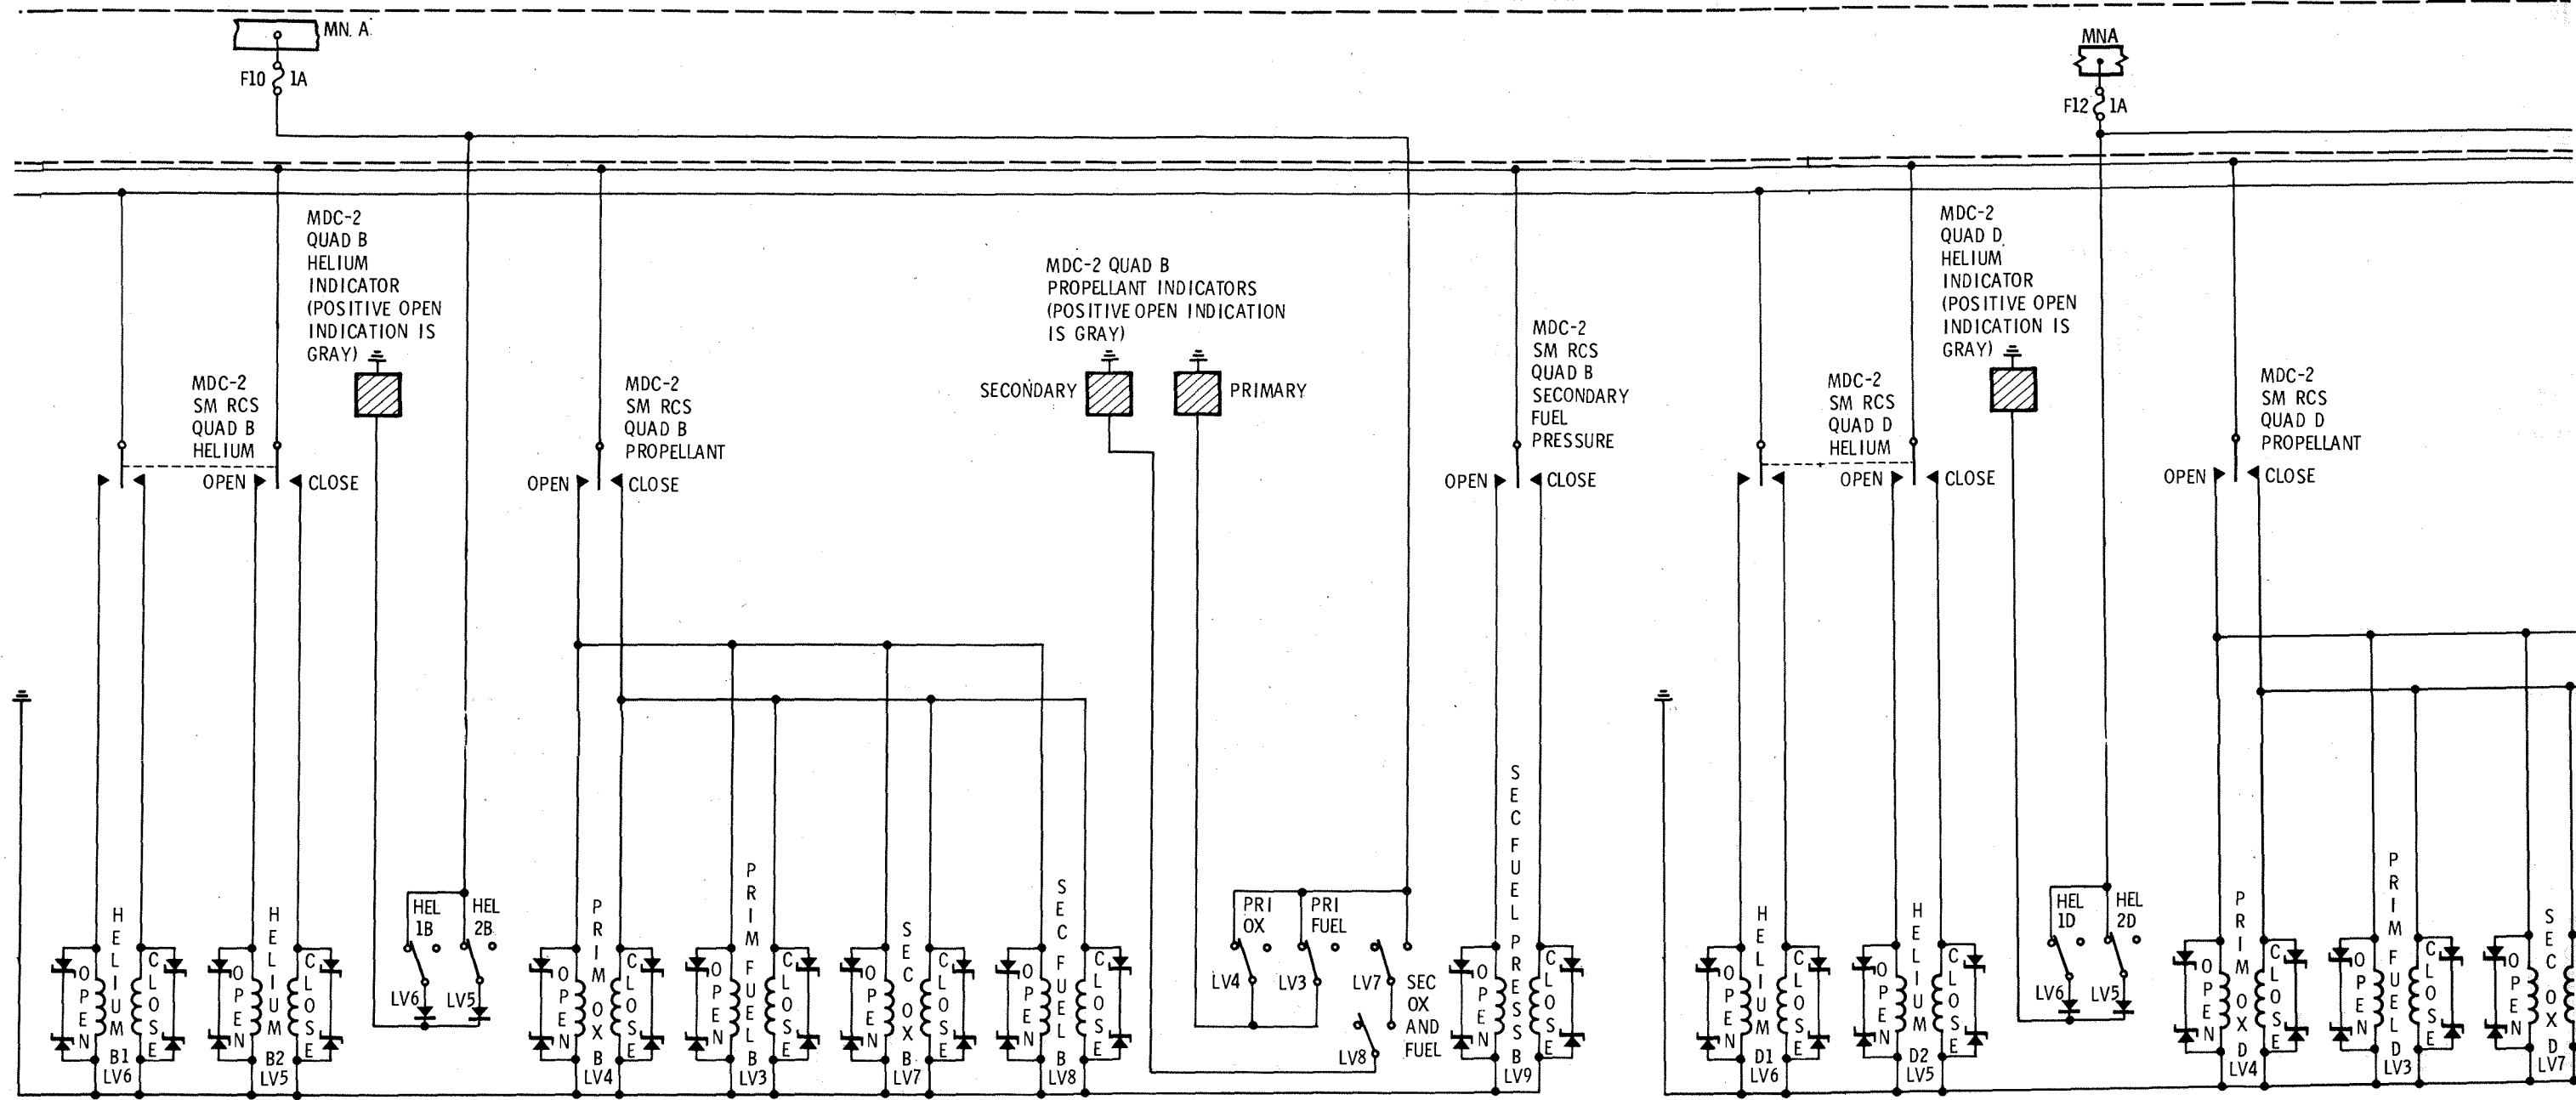 MN. A
F10 1A
MNA
F12 1A
MDC-2
QUAD B
HELIUM
INDICATOR
(POSITIVE OPEN
INDICATION IS
GRAY)
MDC-2
SM RCS
QUAD B
HELIUM
OPEN
CLOSE
MDC-2
SM RCS
QUAD B
PROPELLANT
OPEN
CLOSE
MDC-2 QUAD B
PROPELLANT INDICATORS
(POSITIVE OPEN INDICATION
IS GRAY)
SECONDARY
PRIMARY
MDC-2
SM RCS
QUAD B
SECONDARY
FUEL
PRESSURE
OPEN
CLOSE
MDC-2
QUAD D
HELIUM
INDICATOR
(POSITIVE OPEN
INDICATION IS
GRAY)
MDC-2
SM RCS
QUAD D
HELIUM
OPEN
CLOSE
MDC-2
SM RCS
QUAD D
PROPELLANT
OPEN
CLOSE
OPEN
HELIUM B1
LV6
CLOSE
OPEN
HELIUM B2
LV5
CLOSE
HEL
1B
HEL
2B
LV6
LV5
OPEN
PRIM OX B
LV4
CLOSE
OPEN
PRIM FUEL B
LV3
CLOSE
OPEN
SEC OX B
LV7
CLOSE
OPEN
SEC FUEL B
LV8
CLOSE
PRI
OX
PRI
FUEL
LV4
LV3
LV7
LV8
SEC
OX
AND
FUEL
OPEN
SEC FUEL PRESS B
LV9
CLOSE
OPEN
HELIUM D1
LV6
CLOSE
OPEN
HELIUM D2
LV5
CLOSE
HEL
1D
HEL
2D
LV6
LV5
OPEN
PRIM OX D
LV4
CLOSE
OPEN
PRIM FUEL D
LV3
CLOSE
OPEN
SEC OX D
LV7